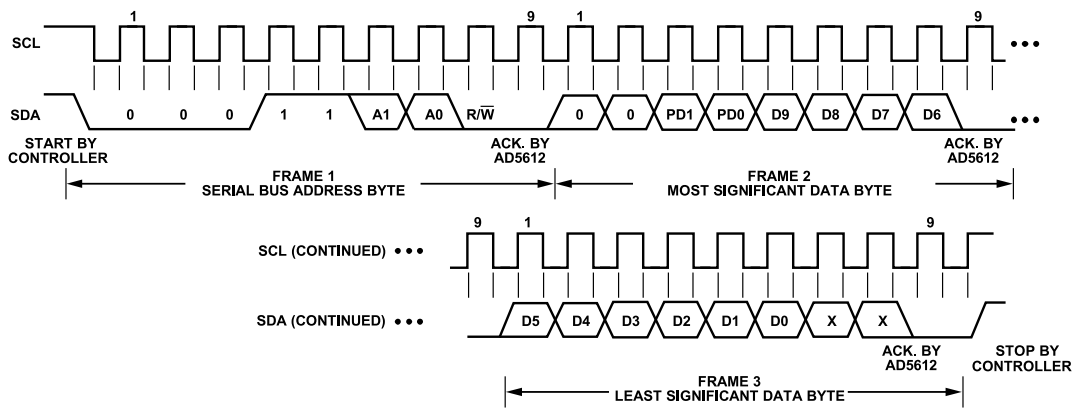 1 9 1 9
SCL •••
SDA 0 0 0 1 1 A1 A0 R/W̅ 0 0 PD1 PD0 D9 D8 D7 D6 •••
START BY
CONTROLLER
ACK. BY
AD5612
ACK. BY
AD5612
FRAME 1
SERIAL BUS ADDRESS BYTE
FRAME 2
MOST SIGNIFICANT DATA BYTE
9 1 9
SCL (CONTINUED) •••
SDA (CONTINUED) ••• D5 D4 D3 D2 D1 D0 X X
ACK. BY
AD5612
STOP BY
CONTROLLER
FRAME 3
LEAST SIGNIFICANT DATA BYTE